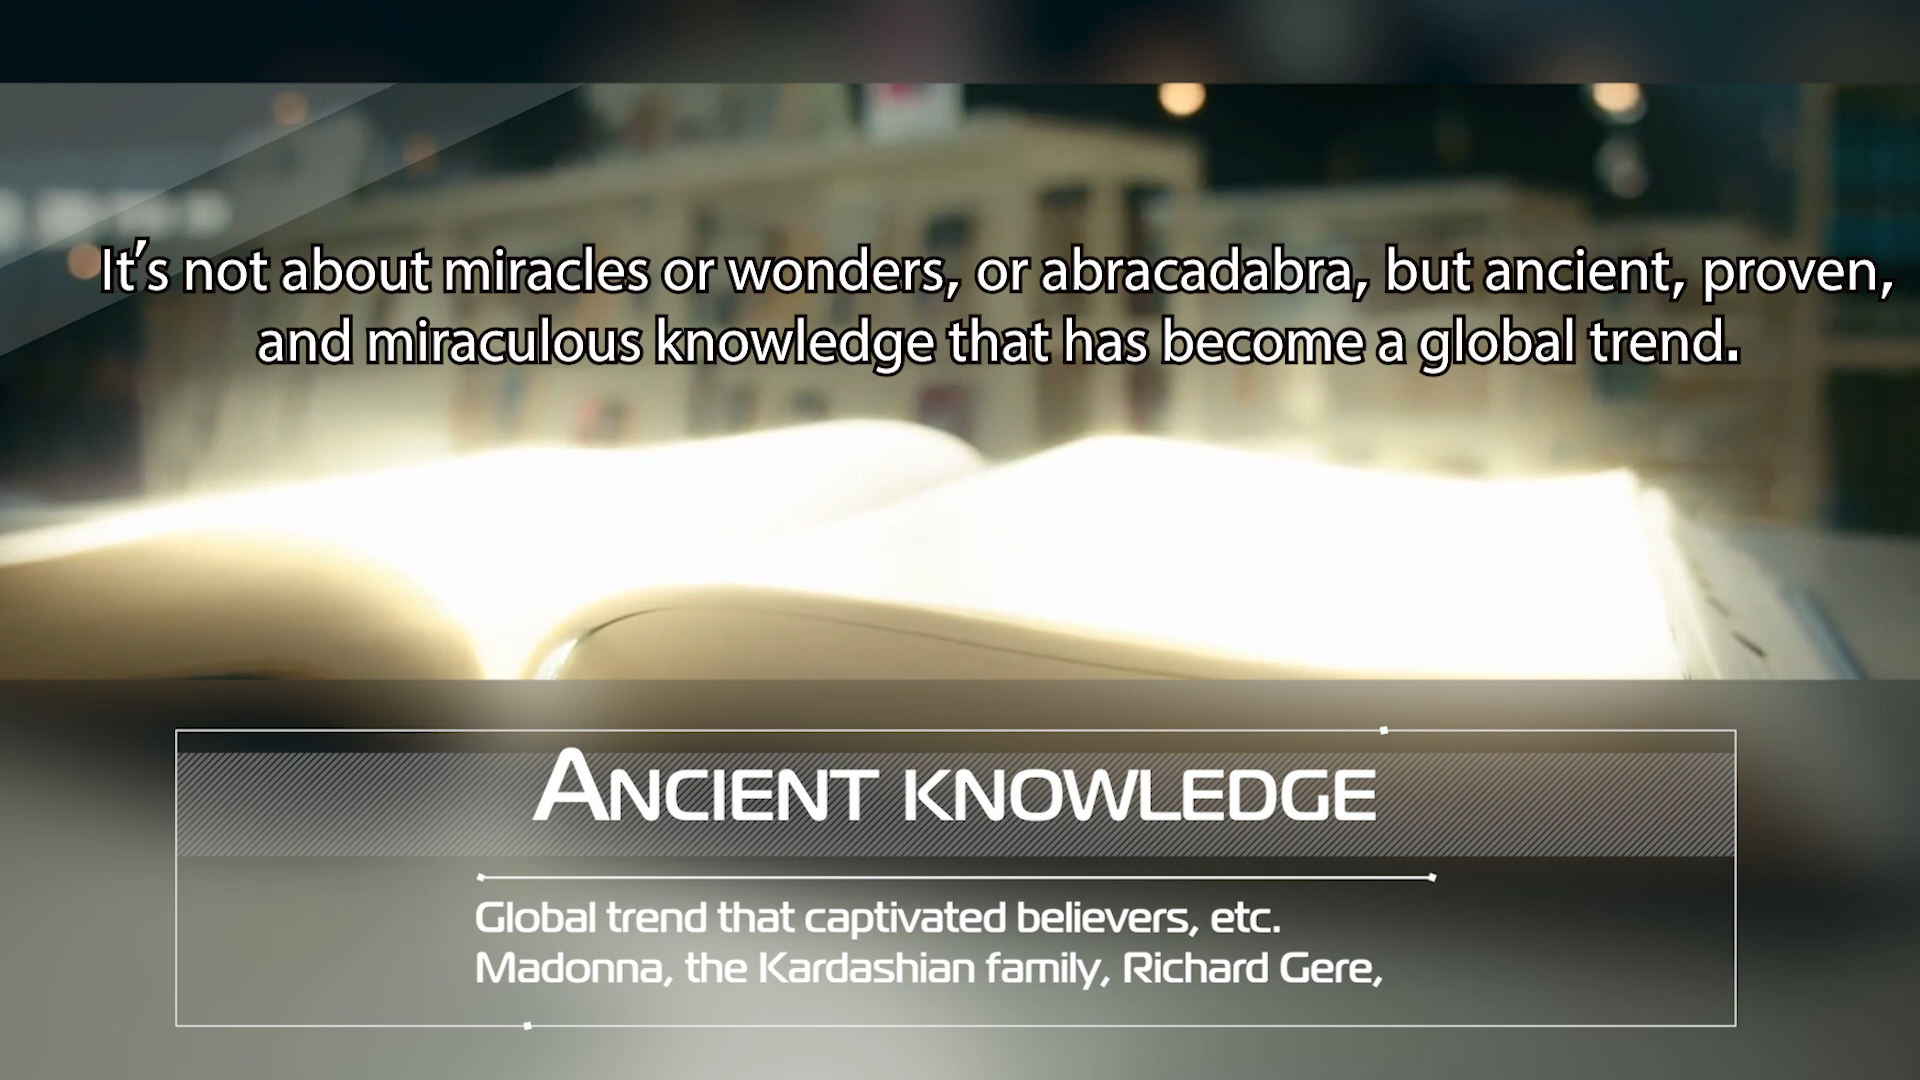 It's not about miracles or wonders, or abracadabra, but ancient, proven,
and miraculous knowledge that has become a global trend.
Ancient knowledge
Global trend that captivated believers, etc.
Madonna, the Kardashian family, Richard Gere,